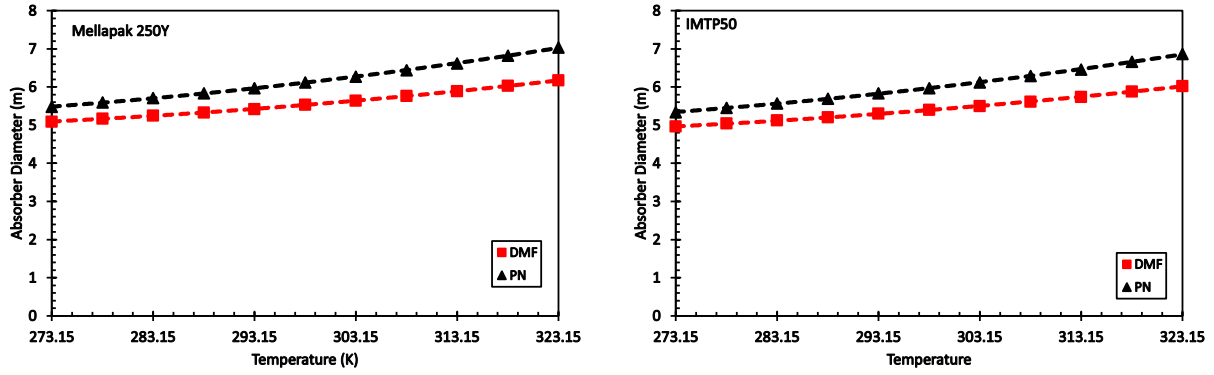 Mellapak 250Y
Absorber Diameter (m)
8
7
6
5
4
3
2
1
0
DMF
PN
273.15 283.15 293.15 303.15 313.15 323.15
Temperature (K)
IMTP50
Absorber Diameter (m)
8
7
6
5
4
3
2
1
0
DMF
PN
273.15 283.15 293.15 303.15 313.15 323.15
Temperature